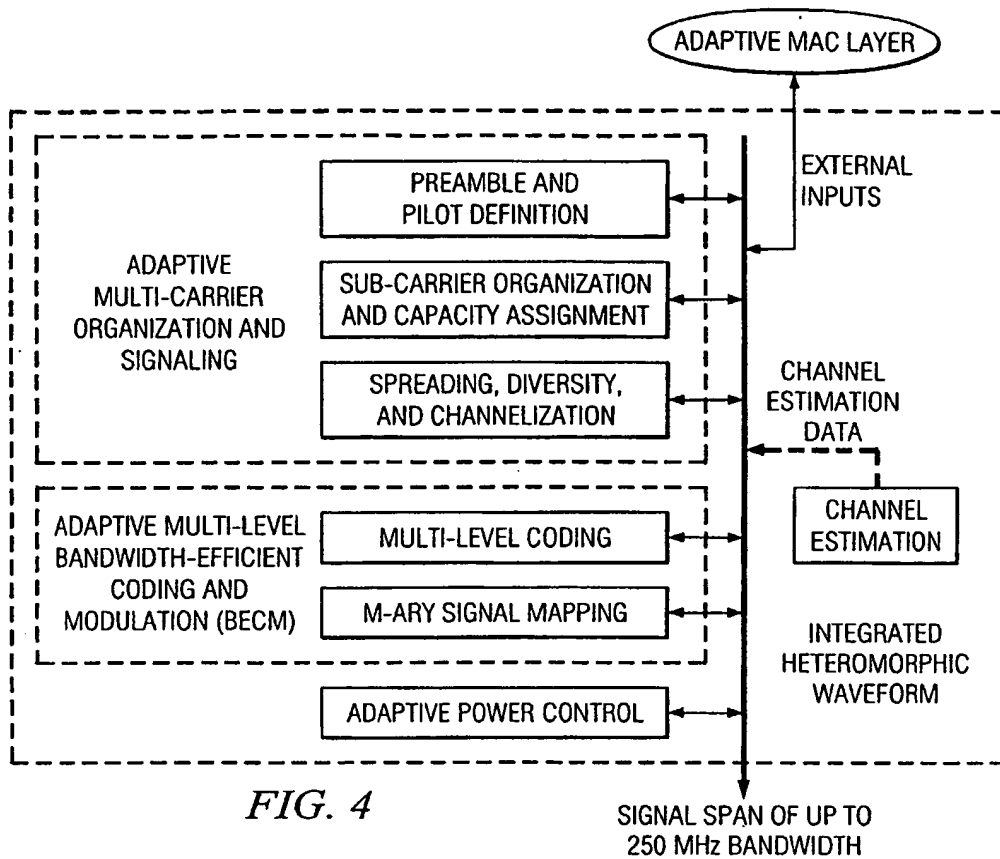 ADAPTIVE MAC LAYER
EXTERNAL
INPUTS
PREAMBLE AND
PILOT DEFINITION
ADAPTIVE
MULTI-CARRIER
ORGANIZATION AND
SIGNALING
SUB-CARRIER ORGANIZATION
AND CAPACITY ASSIGNMENT
SPREADING, DIVERSITY,
AND CHANNELIZATION
CHANNEL
ESTIMATION
DATA
CHANNEL
ESTIMATION
ADAPTIVE MULTI-LEVEL
BANDWIDTH-EFFICIENT
CODING AND
MODULATION (BECM)
MULTI-LEVEL CODING
M-ARY SIGNAL MAPPING
INTEGRATED
HETEROMORPHIC
WAVEFORM
ADAPTIVE POWER CONTROL
FIG. 4
SIGNAL SPAN OF UP TO
250 MHz BANDWIDTH